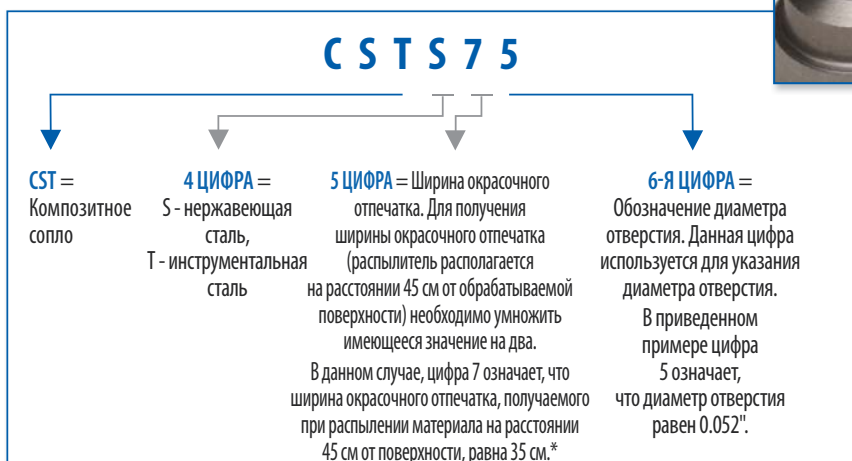 C S T S 7 5
CST =
Композитное
сопло
4 ЦИФРА =
S - нержавеющая
сталь,
T - инструментальная
сталь
5 ЦИФРА = Ширина окрасочного
отпечатка. Для получения
ширины окрасочного отпечатка
(распылитель располагается
на расстоянии 45 см от обрабатываемой
поверхности) необходимо умножить
имеющееся значение на два.
В данном случае, цифра 7 означает, что
ширина окрасочного отпечатка, получаемого
при распылении материала на расстоянии
45 см от поверхности, равна 35 см.*
6-Я ЦИФРА =
Обозначение диаметра
отверстия. Данная цифра
используется для указания
диаметра отверстия.
В приведенном
примере цифра
5 означает,
что диаметр отверстия
равен 0.052".